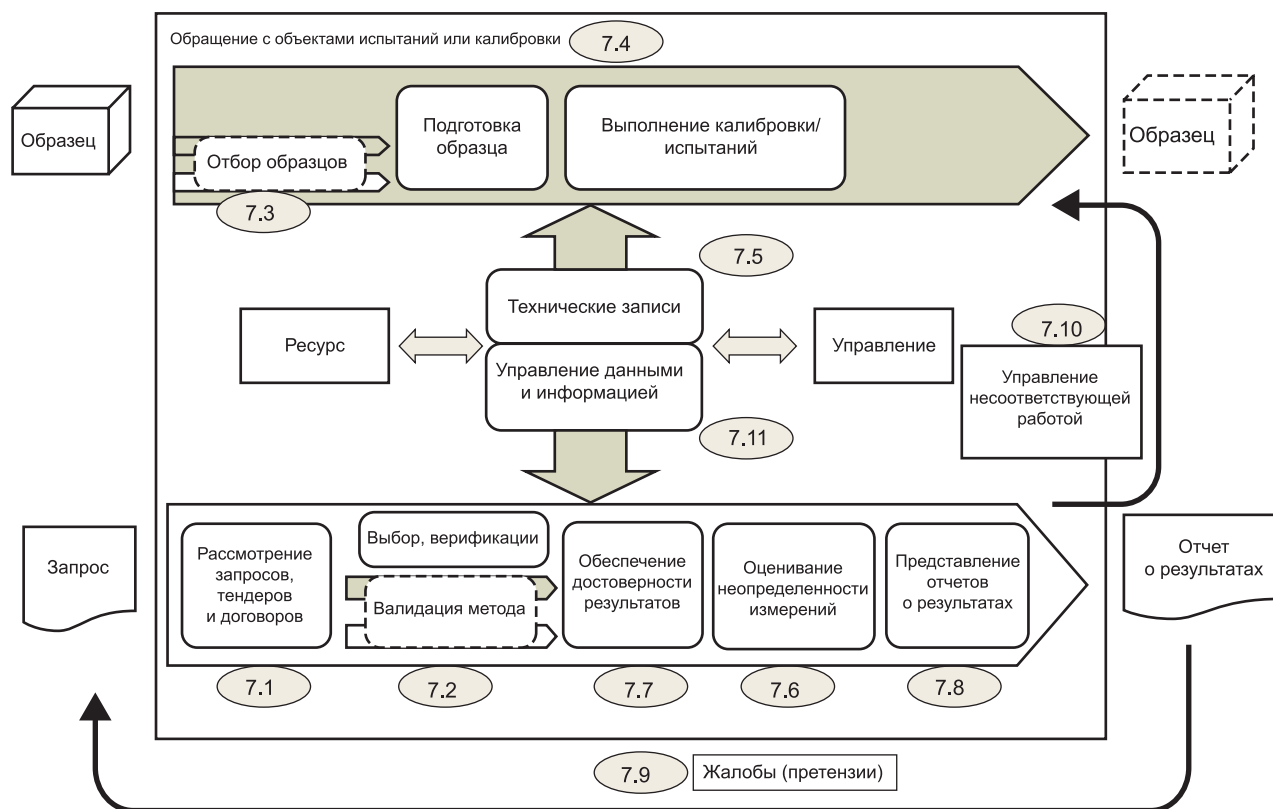 Обращение с объектами испытаний или калибровки
7.4
Образец
Отбор образцов
7.3
Подготовка
образца
Выполнение калибровки/
испытаний
Образец
7.5
Технические записи
Ресурс
Управление
Управление данными
и информацией
7.11
7.10
Управление
несоответствующей
работой
Запрос
Рассмотрение
запросов,
тендеров
и договоров
7.1
Выбор, верификации
Валидация метода
7.2
Обеспечение
достоверности
результатов
7.7
Оценивание
неопределенности
измерений
7.6
Представление
отчетов
о результатах
7.8
Отчет
о результатах
7.9
Жалобы (претензии)